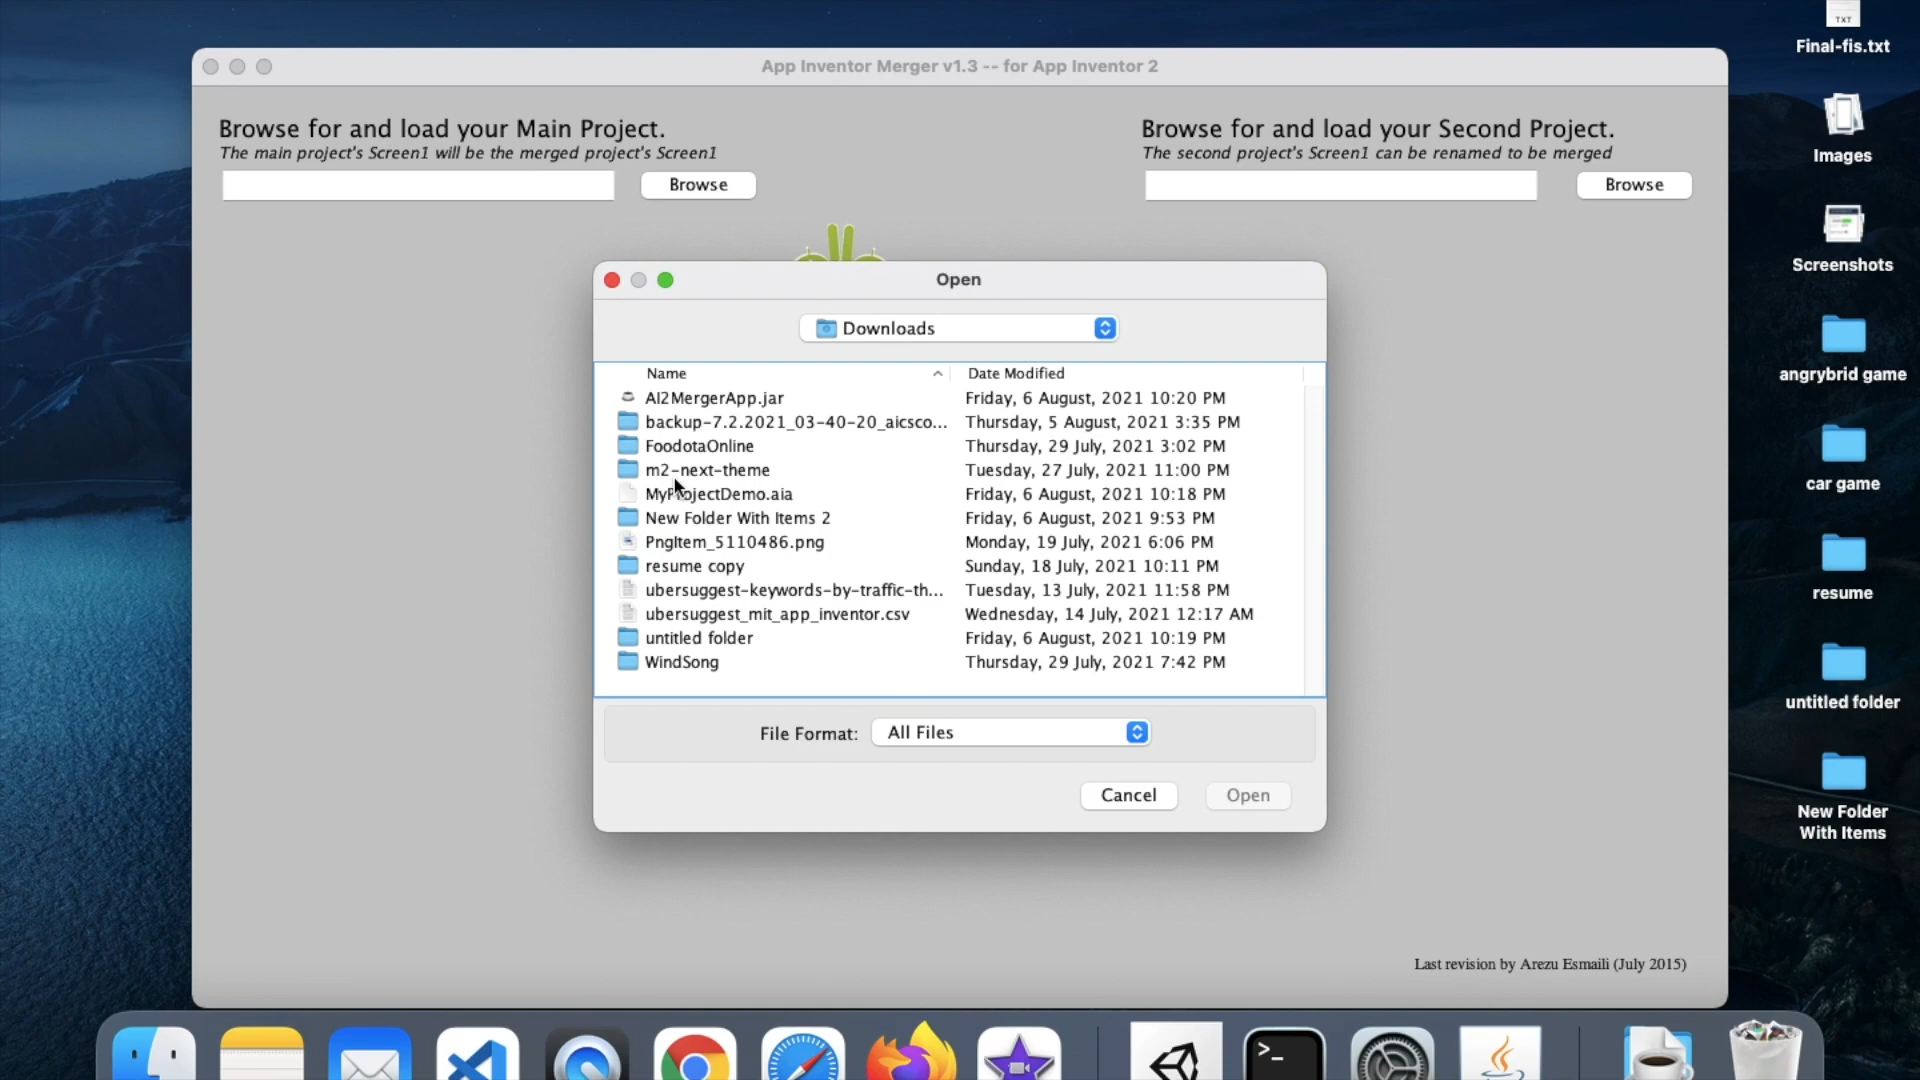 TXT
Final-fis.txt
App Inventor Merger v1.3 -- for App Inventor 2
Browse for and load your Main Project.
The main project's Screen1 will be the merged project's Screen1
Browse
Browse for and load your Second Project.
The second project's Screen1 can be renamed to be merged
Browse
Images
Screenshots
angrybrid game
car game
resume
untitled folder
New Folder
With Items
Open
Downloads
Name Date Modified
AI2MergerApp.jar Friday, 6 August, 2021 10:20 PM
backup-7.2.2021_03-40-20_aicsco... Thursday, 5 August, 2021 3:35 PM
FoodotaOnline Thursday, 29 July, 2021 3:02 PM
m2-next-theme Tuesday, 27 July, 2021 11:00 PM
MyProjectDemo.aia Friday, 6 August, 2021 10:18 PM
New Folder With Items 2 Friday, 6 August, 2021 9:53 PM
PngItem_5110486.png Monday, 19 July, 2021 6:06 PM
resume copy Sunday, 18 July, 2021 10:11 PM
ubersuggest-keywords-by-traffic-th... Tuesday, 13 July, 2021 11:58 PM
ubersuggest_mit_app_inventor.csv Wednesday, 14 July, 2021 12:17 AM
untitled folder Friday, 6 August, 2021 10:19 PM
WindSong Thursday, 29 July, 2021 7:42 PM
File Format: All Files
Cancel Open
Last revision by Arezu Esmaili (July 2015)
>_